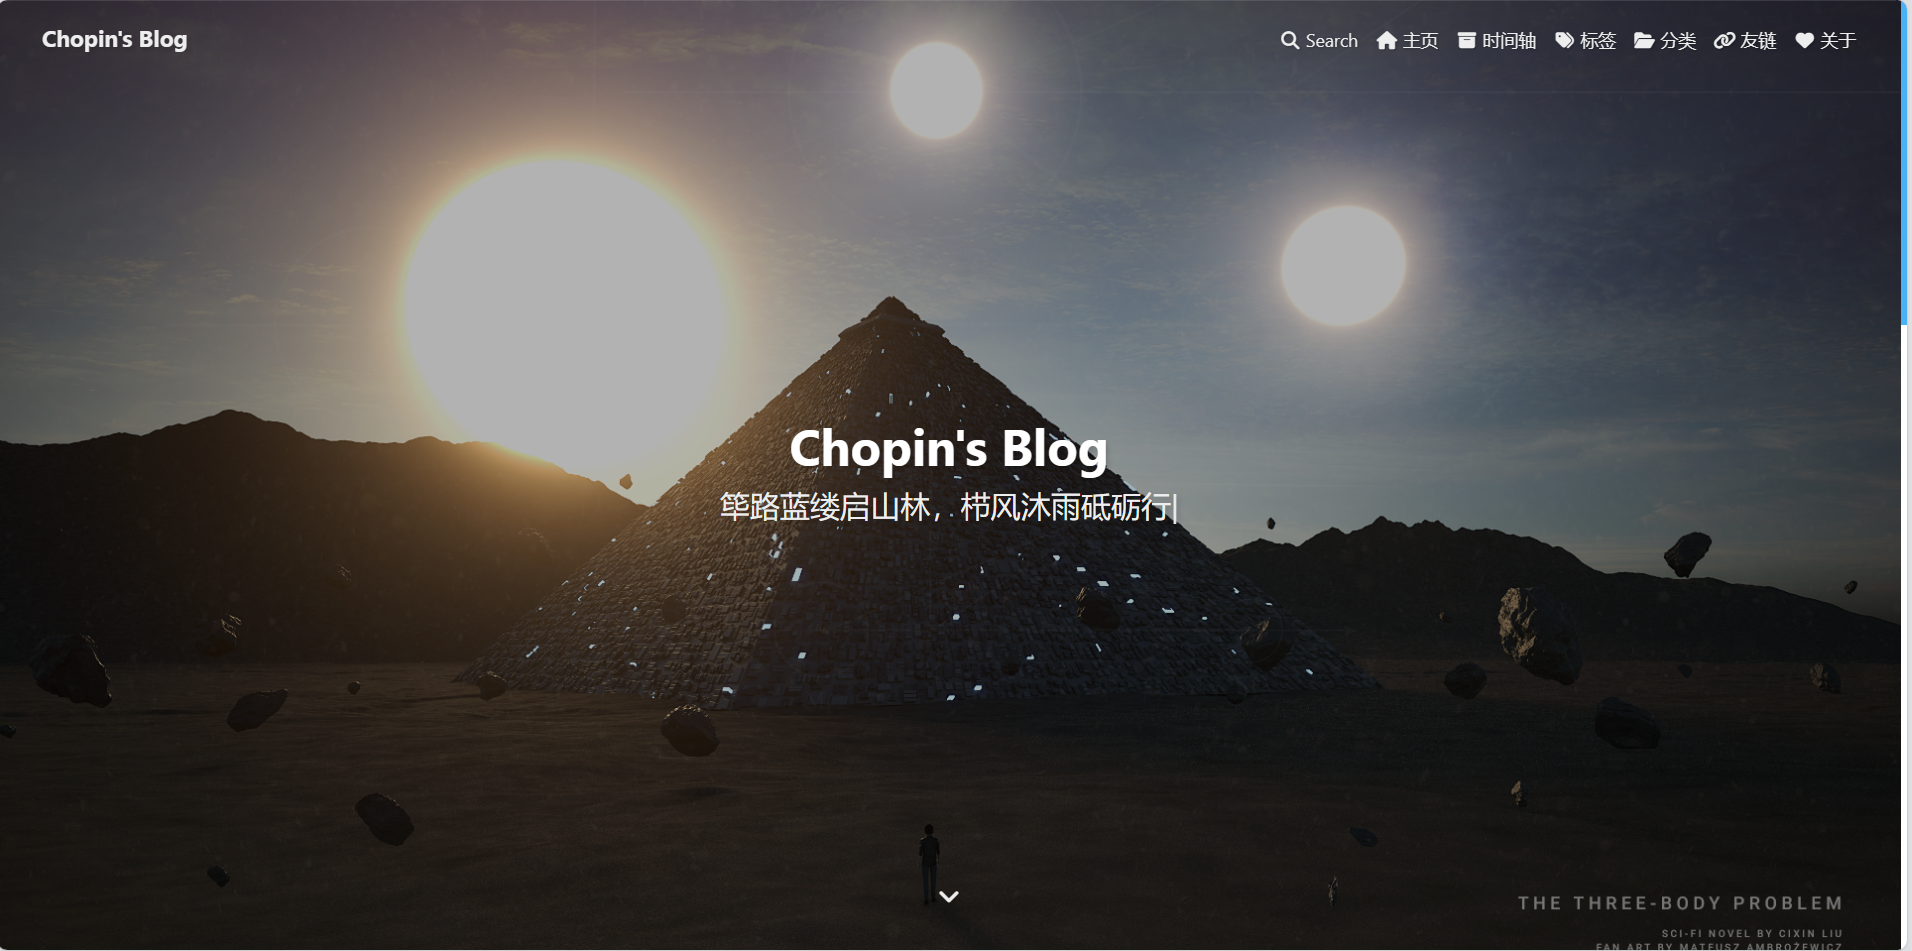 Chopin's Blog
Search 主页 时间轴 标签 分类 友链 关于
Chopin's Blog
筚路蓝缕启山林，栉风沐雨砥砺行|
THE THREE-BODY PROBLEM
SCI-FI NOVEL BY CIXIN LIU
FAN ART BY MATEUSZ AMBROŻEWICZ